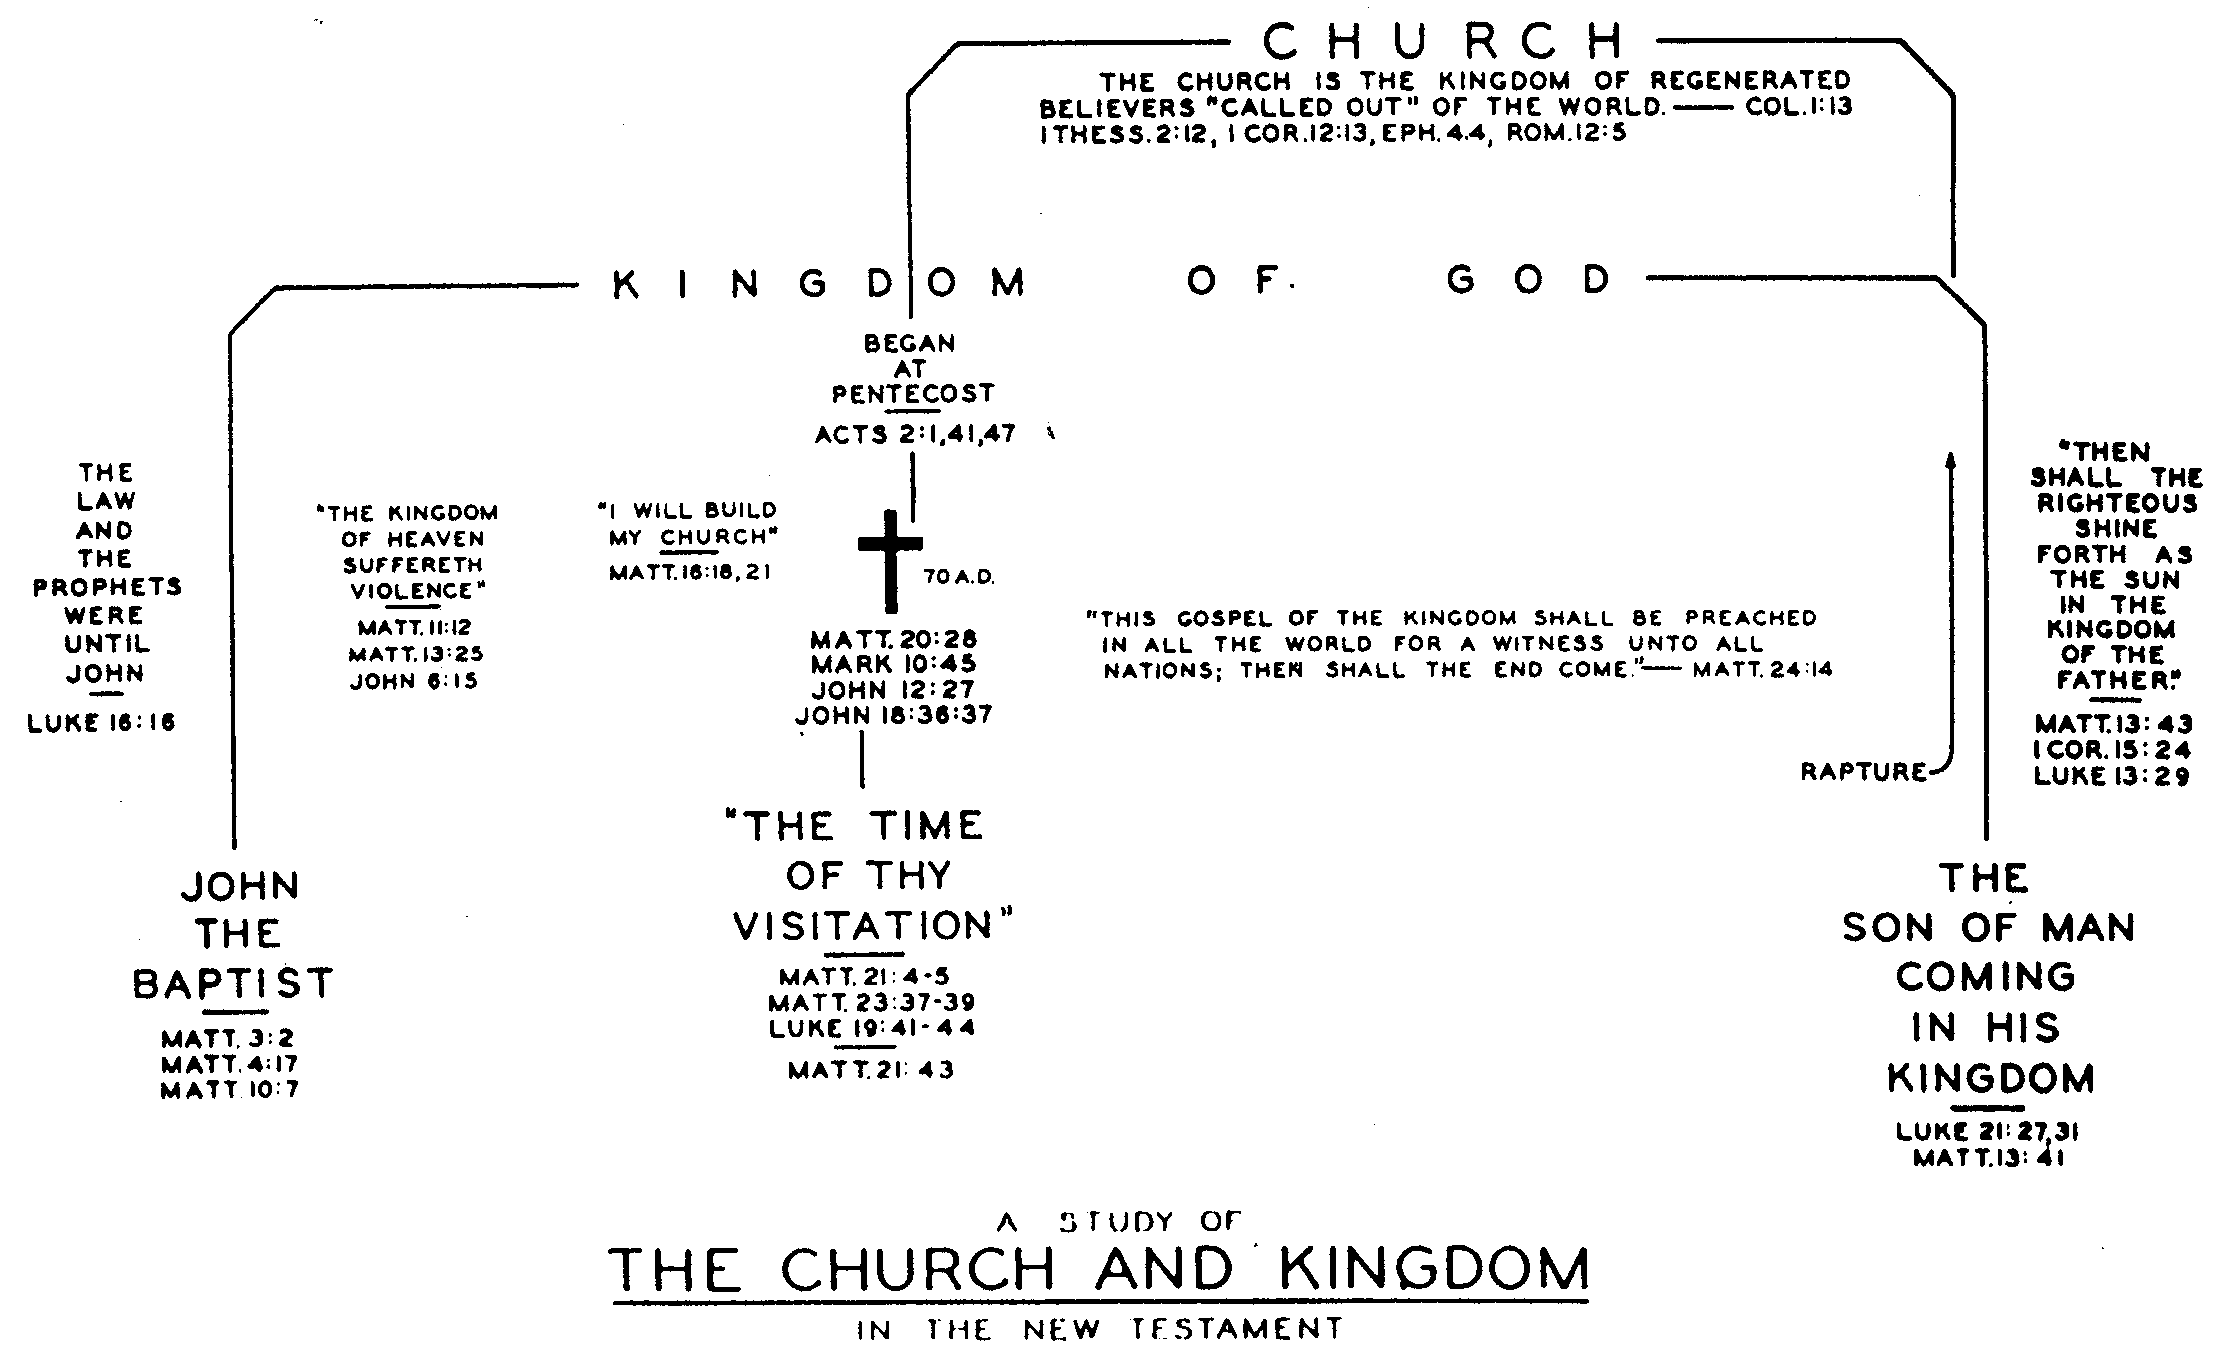 CHURCH
THE CHURCH IS THE KINGDOM OF REGENERATED
BELIEVERS "CALLED OUT" OF THE WORLD. — COL.1:13
1 THESS.2:12, 1 COR.12:13, EPH.4.4, ROM.12:5
KINGDOM OF GOD
BEGAN
AT
PENTECOST
ACTS 2:1,41,47
THE
LAW
AND
THE
PROPHETS
WERE
UNTIL
JOHN
LUKE 16:16
"THE KINGDOM
OF HEAVEN
SUFFERETH
VIOLENCE"
MATT.11:12
MATT.13:25
JOHN 6:15
"I WILL BUILD
MY CHURCH"
MATT.16:18,21
70 A.D.
MATT.20:28
MARK 10:45
JOHN 12:27
JOHN 18:36:37
"THIS GOSPEL OF THE KINGDOM SHALL BE PREACHED
IN ALL THE WORLD FOR A WITNESS UNTO ALL
NATIONS; THEN SHALL THE END COME." — MATT.24:14
RAPTURE
"THEN
SHALL THE
RIGHTEOUS
SHINE
FORTH AS
THE SUN
IN THE
KINGDOM
OF THE
FATHER."
MATT.13:43
1 COR.15:24
LUKE 13:29
JOHN
THE
BAPTIST
MATT. 3:2
MATT. 4:17
MATT 10:7
"THE TIME
OF THY
VISITATION"
MATT. 21:4-5
MATT. 23:37-39
LUKE 19:41-44
MATT.21:43
THE
SON OF MAN
COMING
IN HIS
KINGDOM
LUKE 21:27,31
MATT.13:41
A STUDY OF
THE CHURCH AND KINGDOM
IN THE NEW TESTAMENT